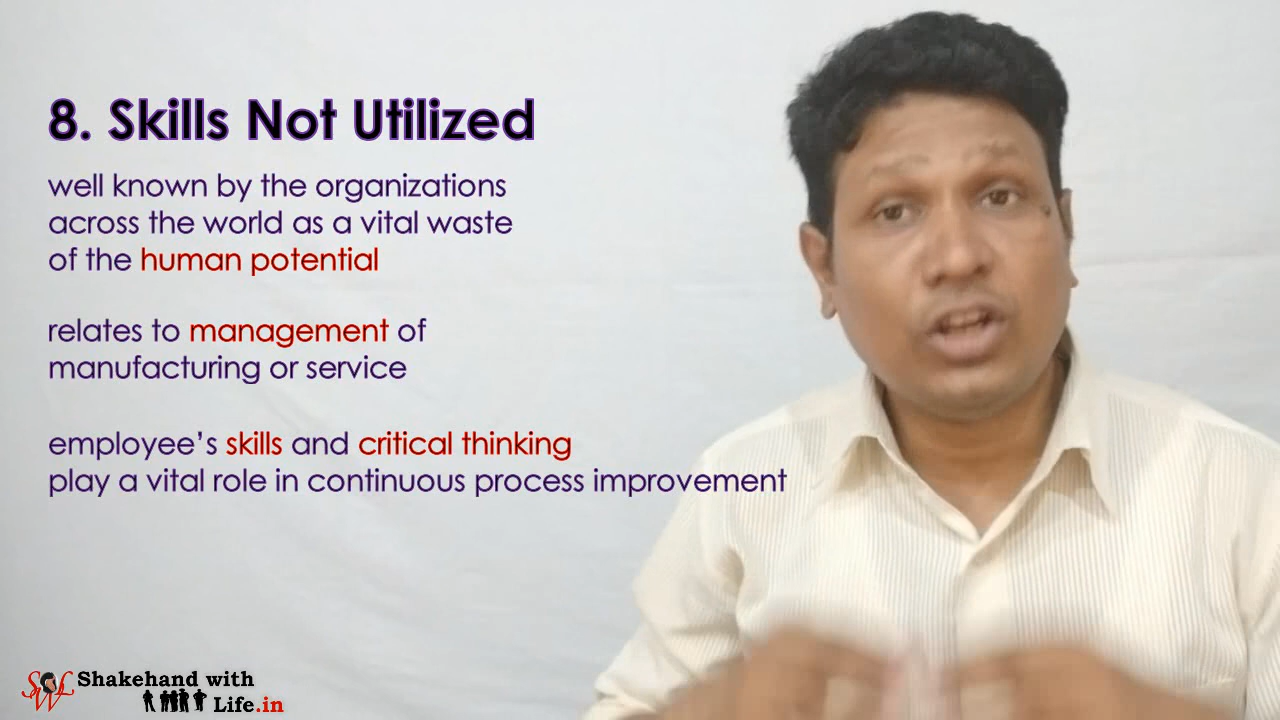 8. Skills Not Utilized
well known by the organizations
across the world as a vital waste
of the human potential
relates to management of
manufacturing or service
employee’s skills and critical thinking
play a vital role in continuous process improvement
SWL Shakehand with
Life.in